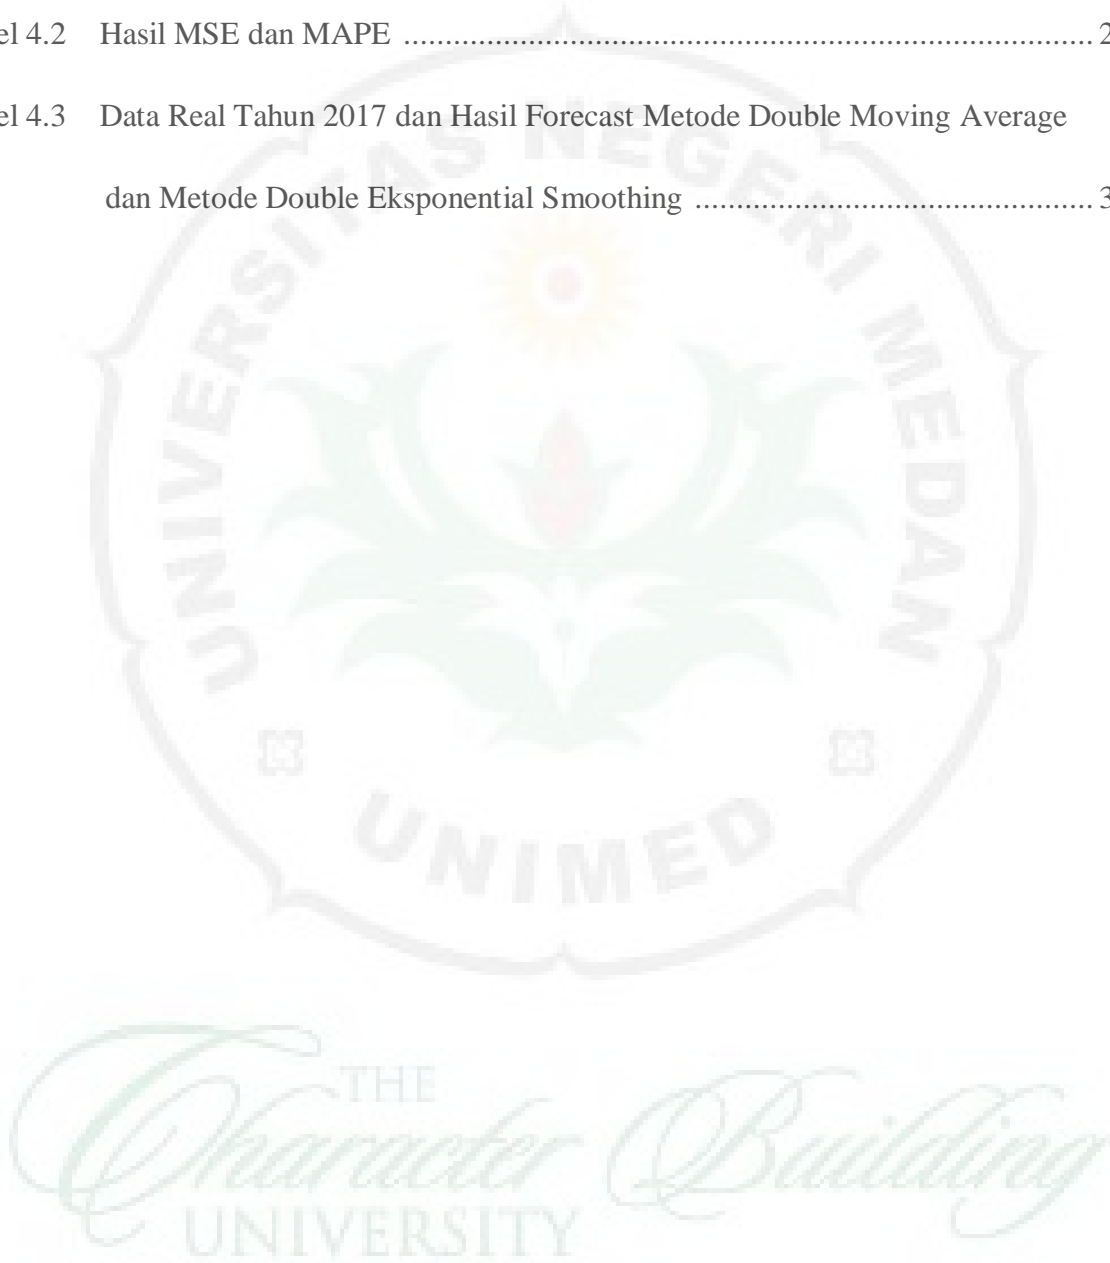 el 4.2 Hasil MSE dan MAPE ........................................................................................ 2
el 4.3 Data Real Tahun 2017 dan Hasil Forecast Metode Double Moving Average
dan Metode Double Eksponential Smoothing ................................................... 3
UNIVERSITAS NEGERI MEDAN
UNIMED
THE
Character Building
UNIVERSITY